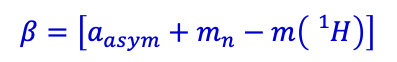 β = [a_asym + m_n − m( ¹H)]